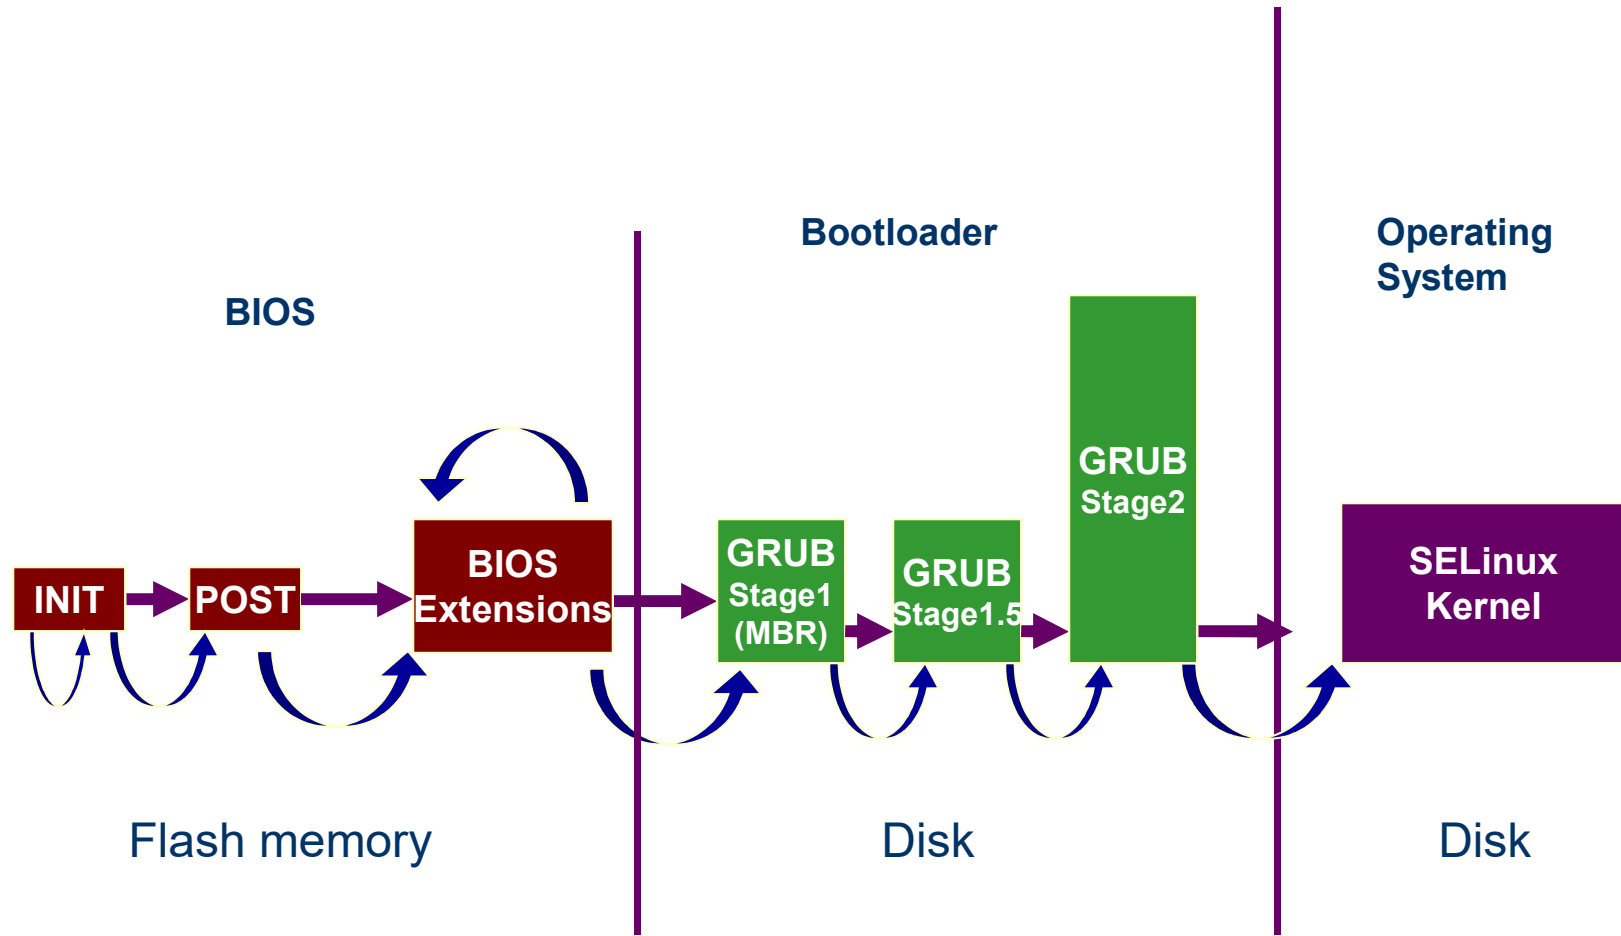 Bootloader
Operating
System
BIOS
INIT
POST
BIOS
Extensions
GRUB
Stage1
(MBR)
GRUB
Stage1.5
GRUB
Stage2
SELinux
Kernel
Flash memory
Disk
Disk